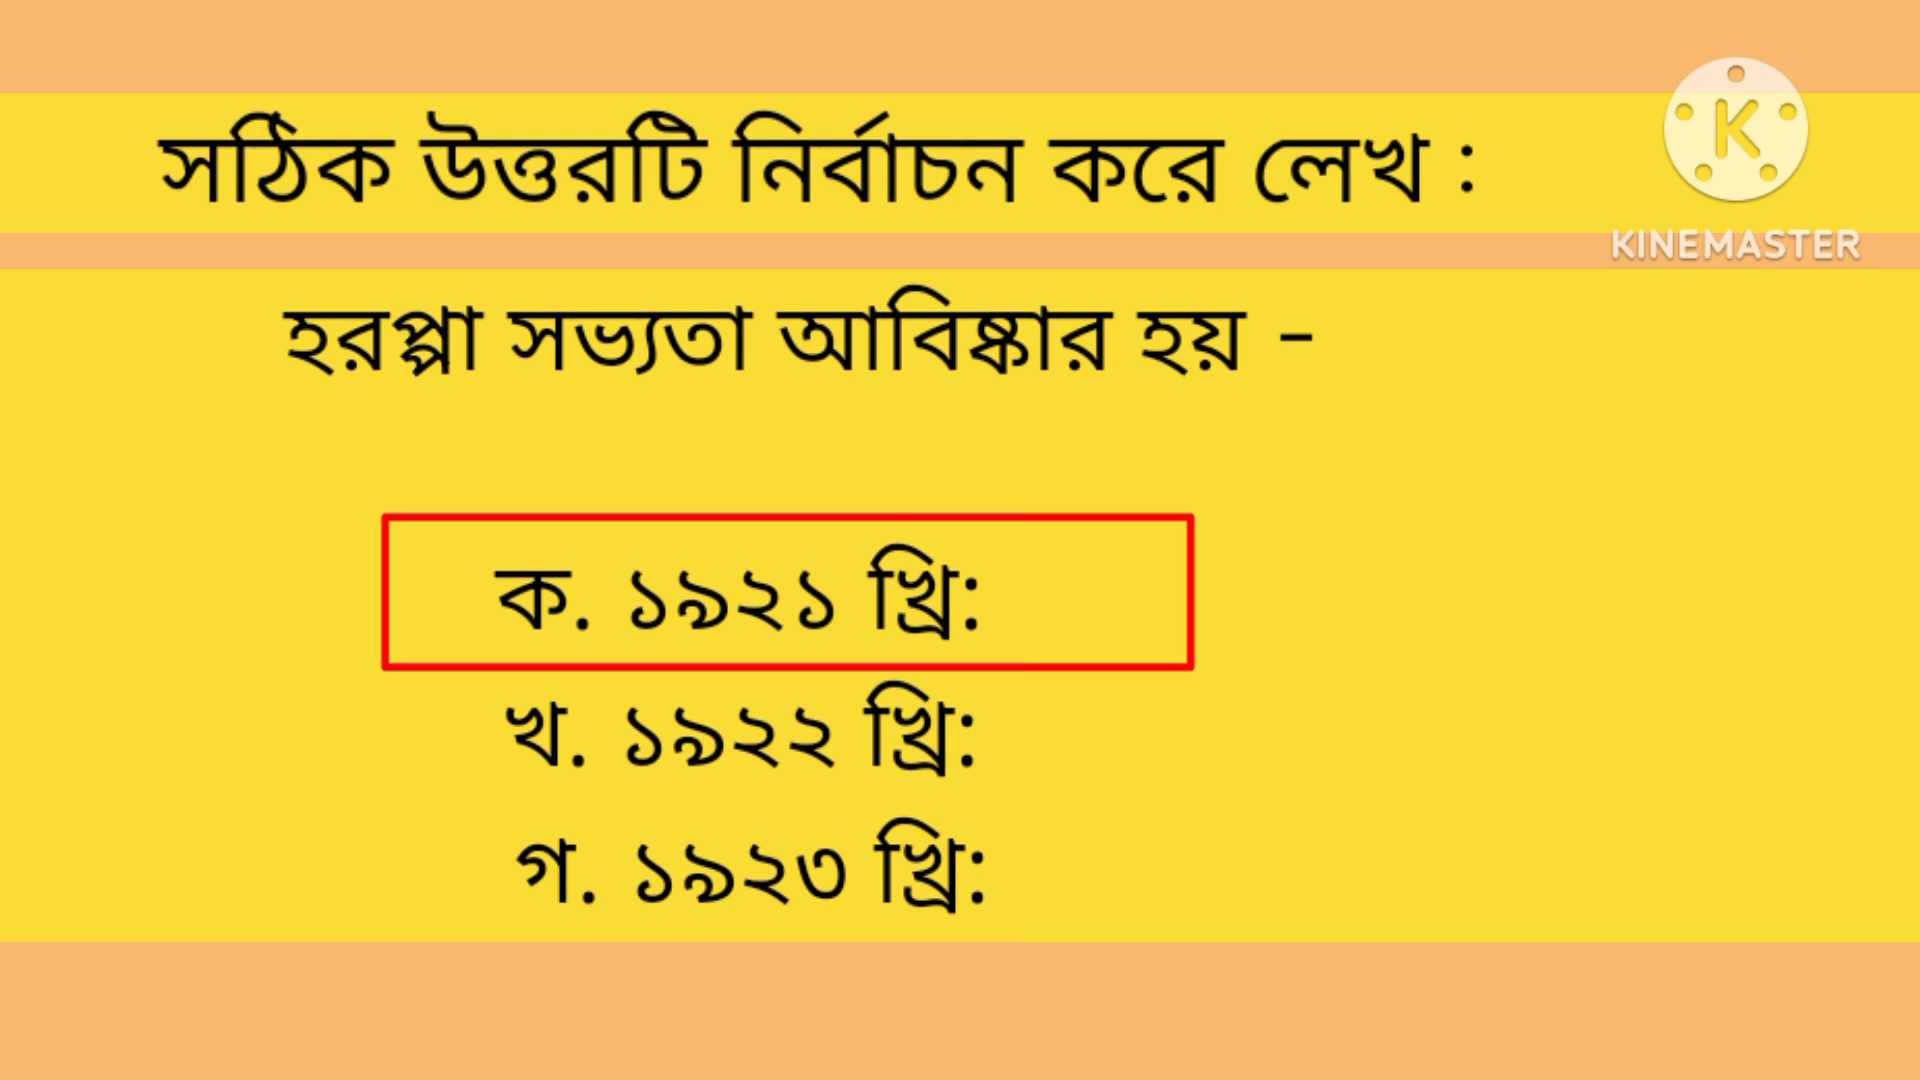 সঠিক উত্তরটি নির্বাচন করে লেখ :
K
KINEMASTER
হরপ্পা সভ্যতা আবিষ্কার হয় -
ক. ১৯২১ খ্রি:
খ. ১৯২২ খ্রি:
গ. ১৯২৩ খ্রি: